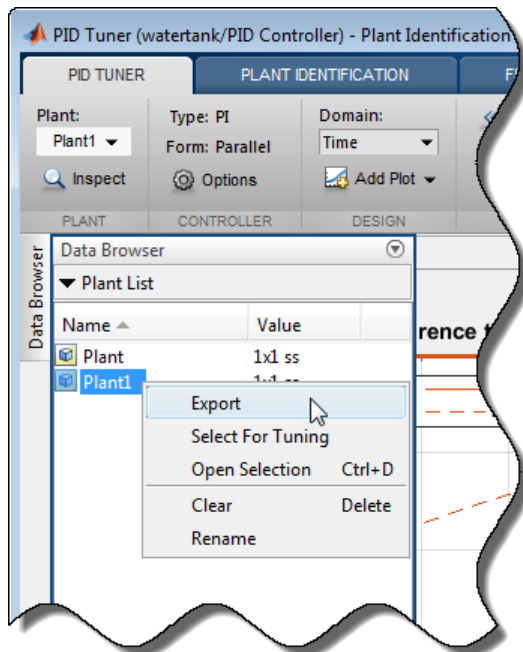 PID Tuner (watertank/PID Controller) - Plant Identification
PID TUNER PLANT IDENTIFICATION
Plant: Type: PI Domain:
Plant1 Form: Parallel Time
Inspect Options Add Plot
PLANT CONTROLLER DESIGN
Data Browser
Data Browser
Plant List
Name Value
Plant 1x1 ss
Plant1 1x1 ss
Export
Select For Tuning
Open Selection Ctrl+D
Clear Delete
Rename